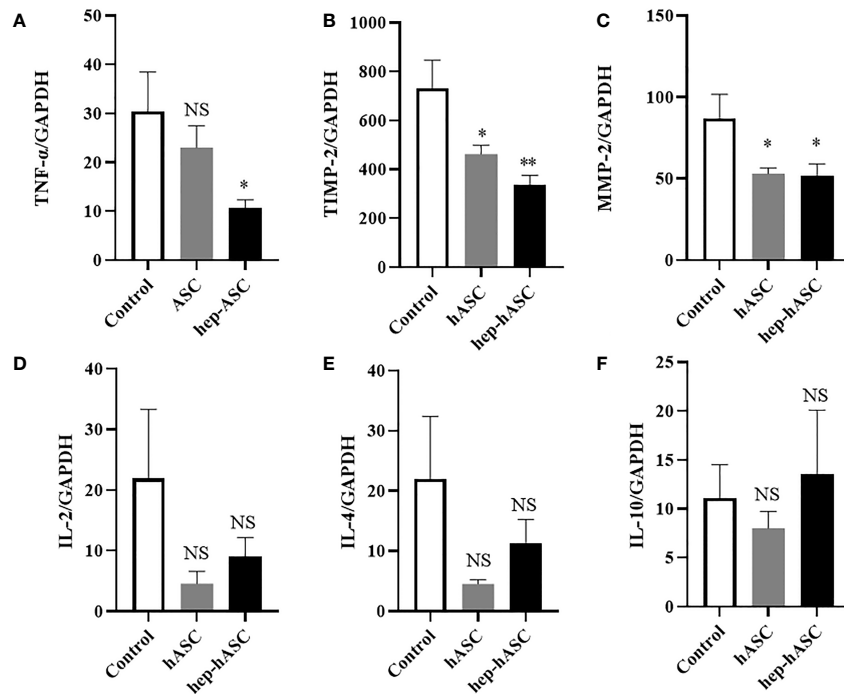 A
TNF-α/GAPDH
50
40
30
20
10
0
NS
*
Control
ASC
hep-ASC
B
TIMP-2/GAPDH
1000
800
600
400
200
0
*
**
Control
hASC
hep-hASC
C
MMP-2/GAPDH
150
100
50
0
*
*
Control
hASC
hep-hASC
D
IL-2/GAPDH
40
30
20
10
0
NS
NS
Control
hASC
hep-hASC
E
IL-4/GAPDH
40
30
20
10
0
NS
NS
Control
hASC
hep-hASC
F
IL-10/GAPDH
25
20
15
10
5
0
NS
NS
Control
hASC
hep-hASC